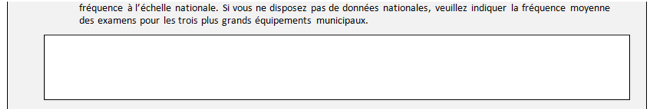 fréquence à l'échelle nationale. Si vous ne disposez pas de données nationales, veuillez indiquer la fréquence moyenne
des examens pour les trois plus grands équipements municipaux.